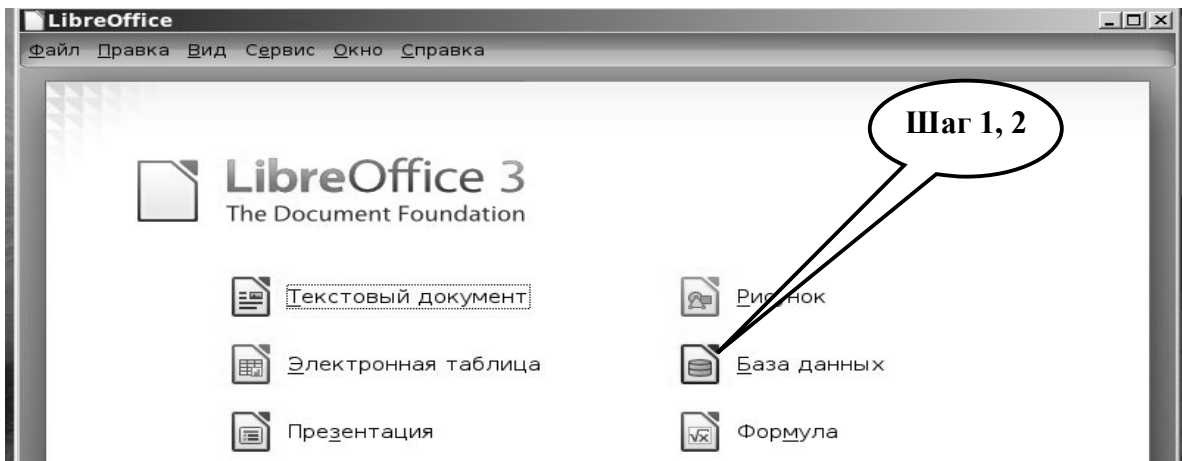 LibreOffice
Файл Правка Вид Сервис Окно Справка
Шаг 1, 2
LibreOffice 3
The Document Foundation
Текстовый документ
Рисунок
Электронная таблица
База данных
Презентация
Формула